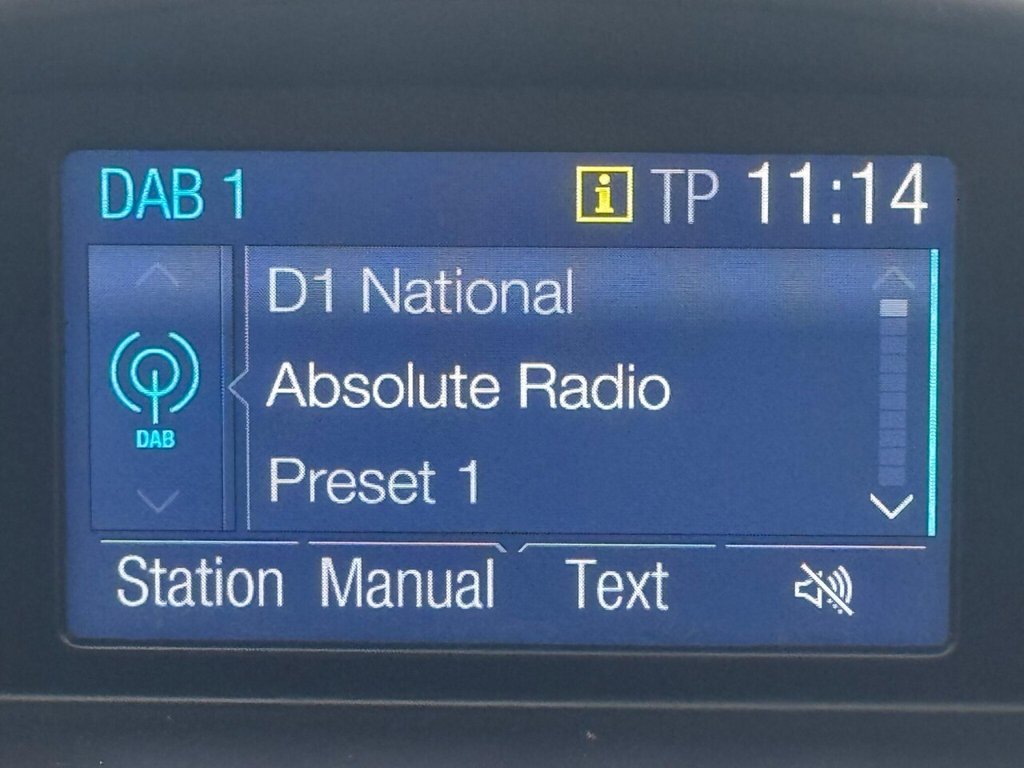 DAB 1 i TP 11:14
D1 National
Absolute Radio
DAB
Preset 1
Station Manual Text